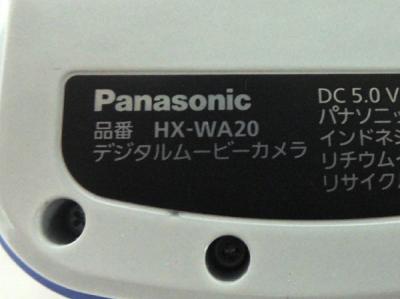 Panasonic
品番 HX-WA20
デジタルムービーカメラ
DC 5.0 V
パナソニッ
インドネシ
リチウム
リサイク